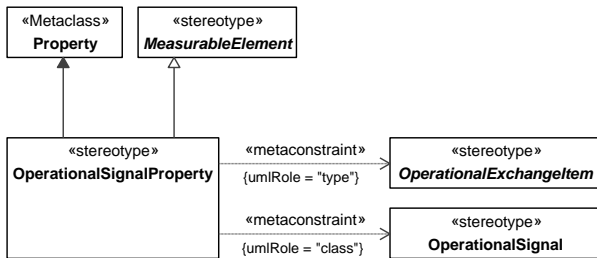 «Metaclass»
Property
«stereotype»
MeasurableElement
«stereotype»
OperationalSignalProperty
«metaconstraint»
{umlRole = "type"}
«stereotype»
OperationalExchangeItem
«metaconstraint»
{umlRole = "class"}
«stereotype»
OperationalSignal